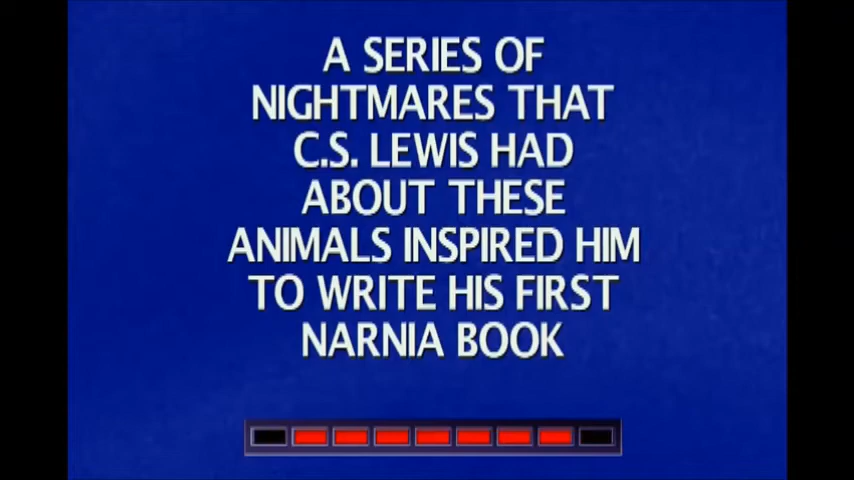 A SERIES OF
NIGHTMARES THAT
C.S. LEWIS HAD
ABOUT THESE
ANIMALS INSPIRED HIM
TO WRITE HIS FIRST
NARNIA BOOK